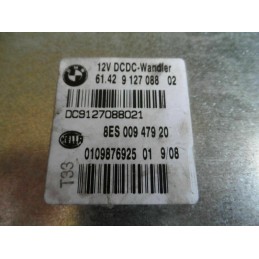 12V DCDC-Wandler
61.42 9 127 088 02
DC9127088021
8ES 009 479 20
0109876925 01 9/08
T33